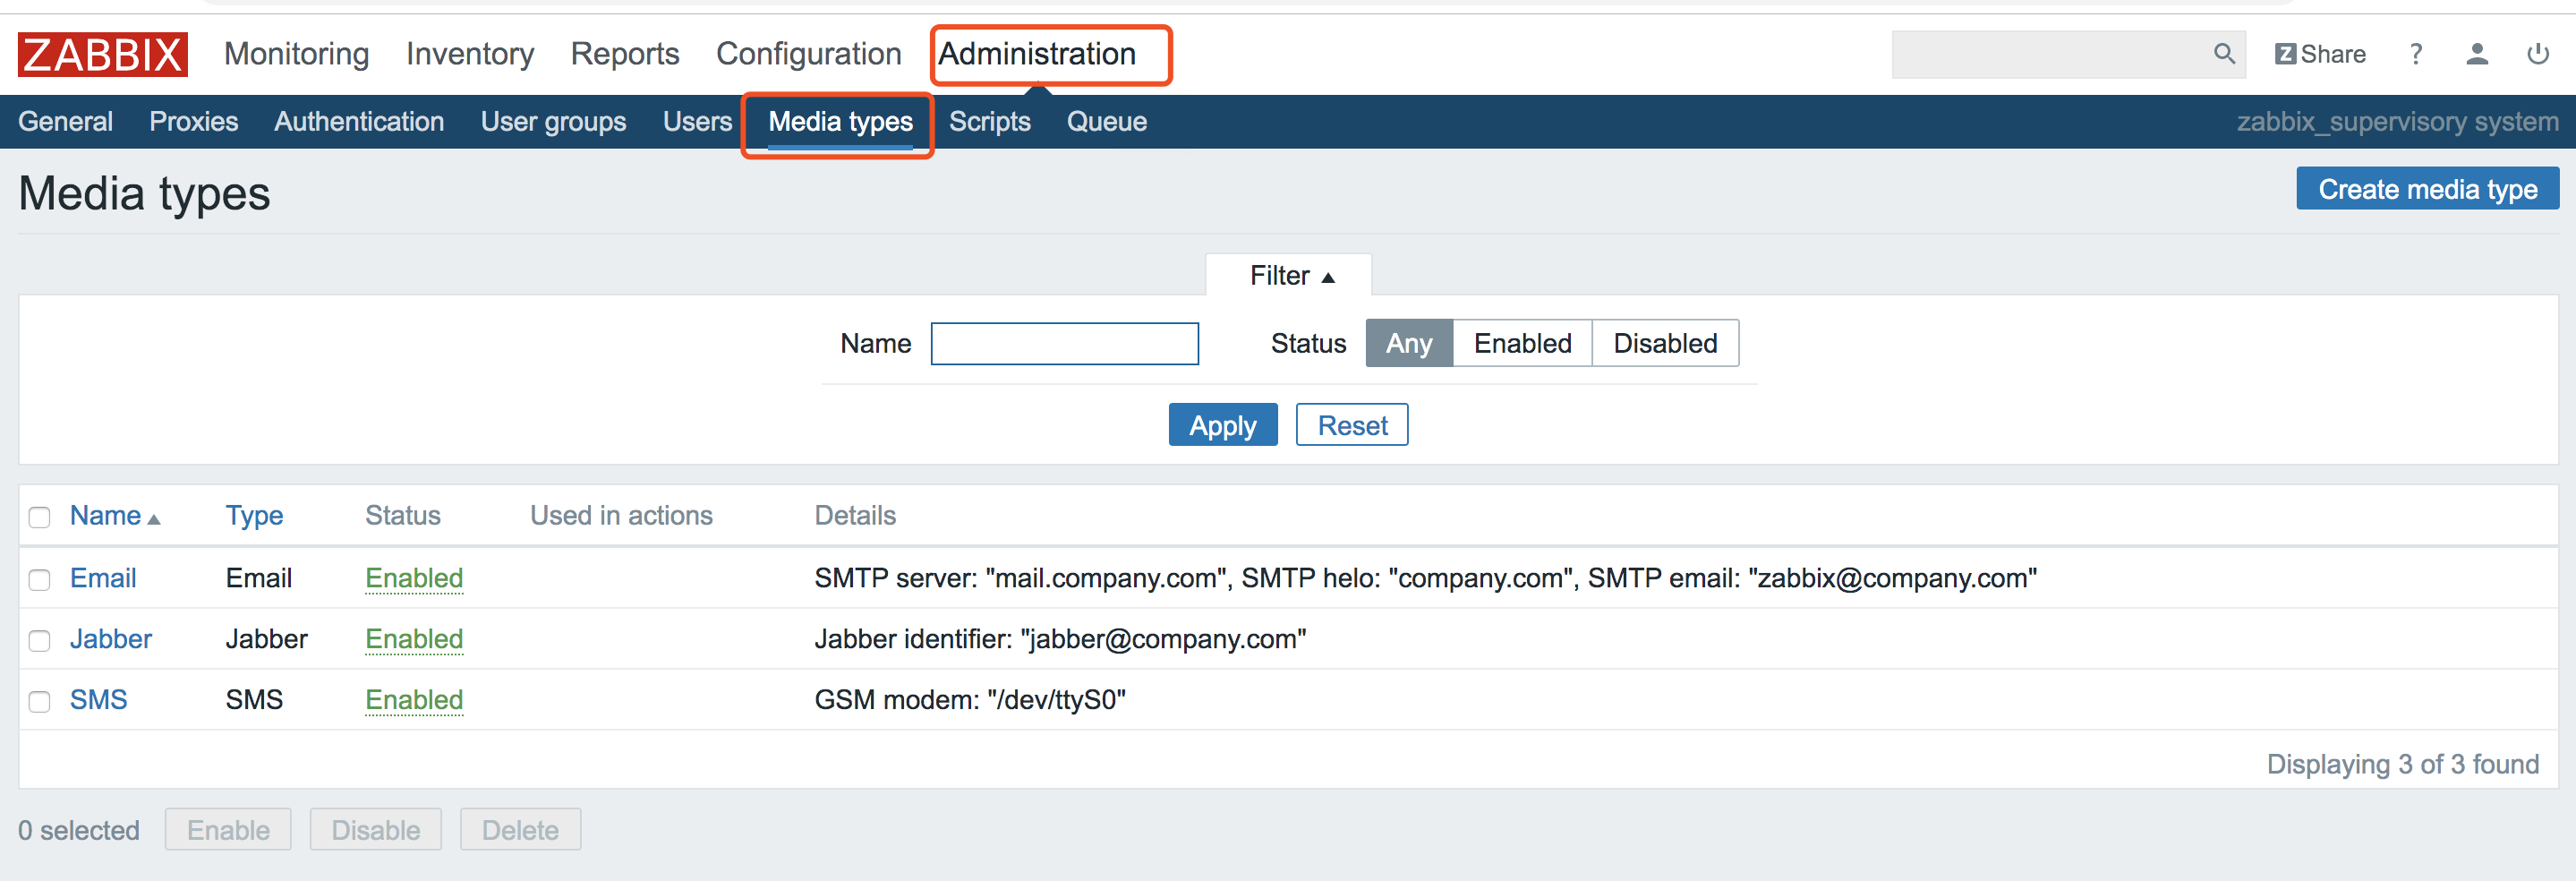 ZABBIX Monitoring Inventory Reports Configuration Administration Z Share ?
General Proxies Authentication User groups Users Media types Scripts Queue zabbix_supervisory system
Media types Create media type
Filter ▲
Name Status Any Enabled Disabled
Apply Reset
Name ▲ Type Status Used in actions Details
Email Email Enabled SMTP server: "mail.company.com", SMTP helo: "company.com", SMTP email: "zabbix@company.com"
Jabber Jabber Enabled Jabber identifier: "jabber@company.com"
SMS SMS Enabled GSM modem: "/dev/ttyS0"
Displaying 3 of 3 found
0 selected Enable Disable Delete